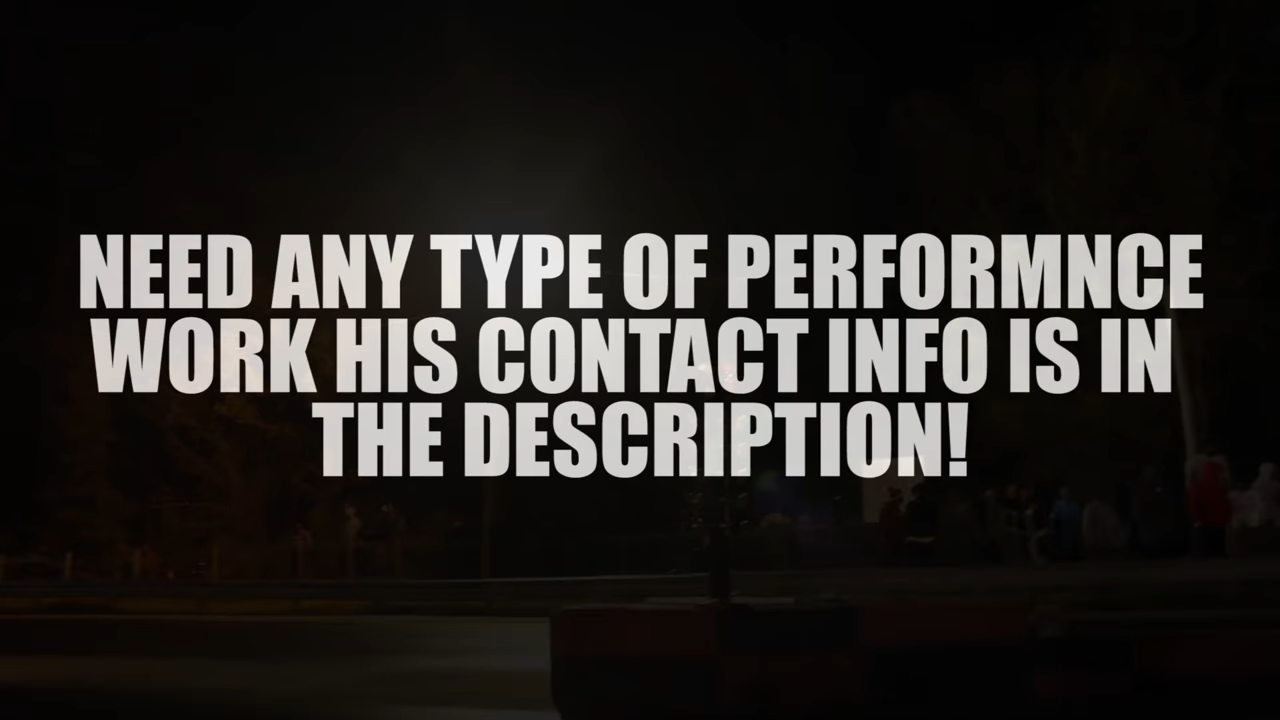 NEED ANY TYPE OF PERFORMNCE
WORK HIS CONTACT INFO IS IN
THE DESCRIPTION!